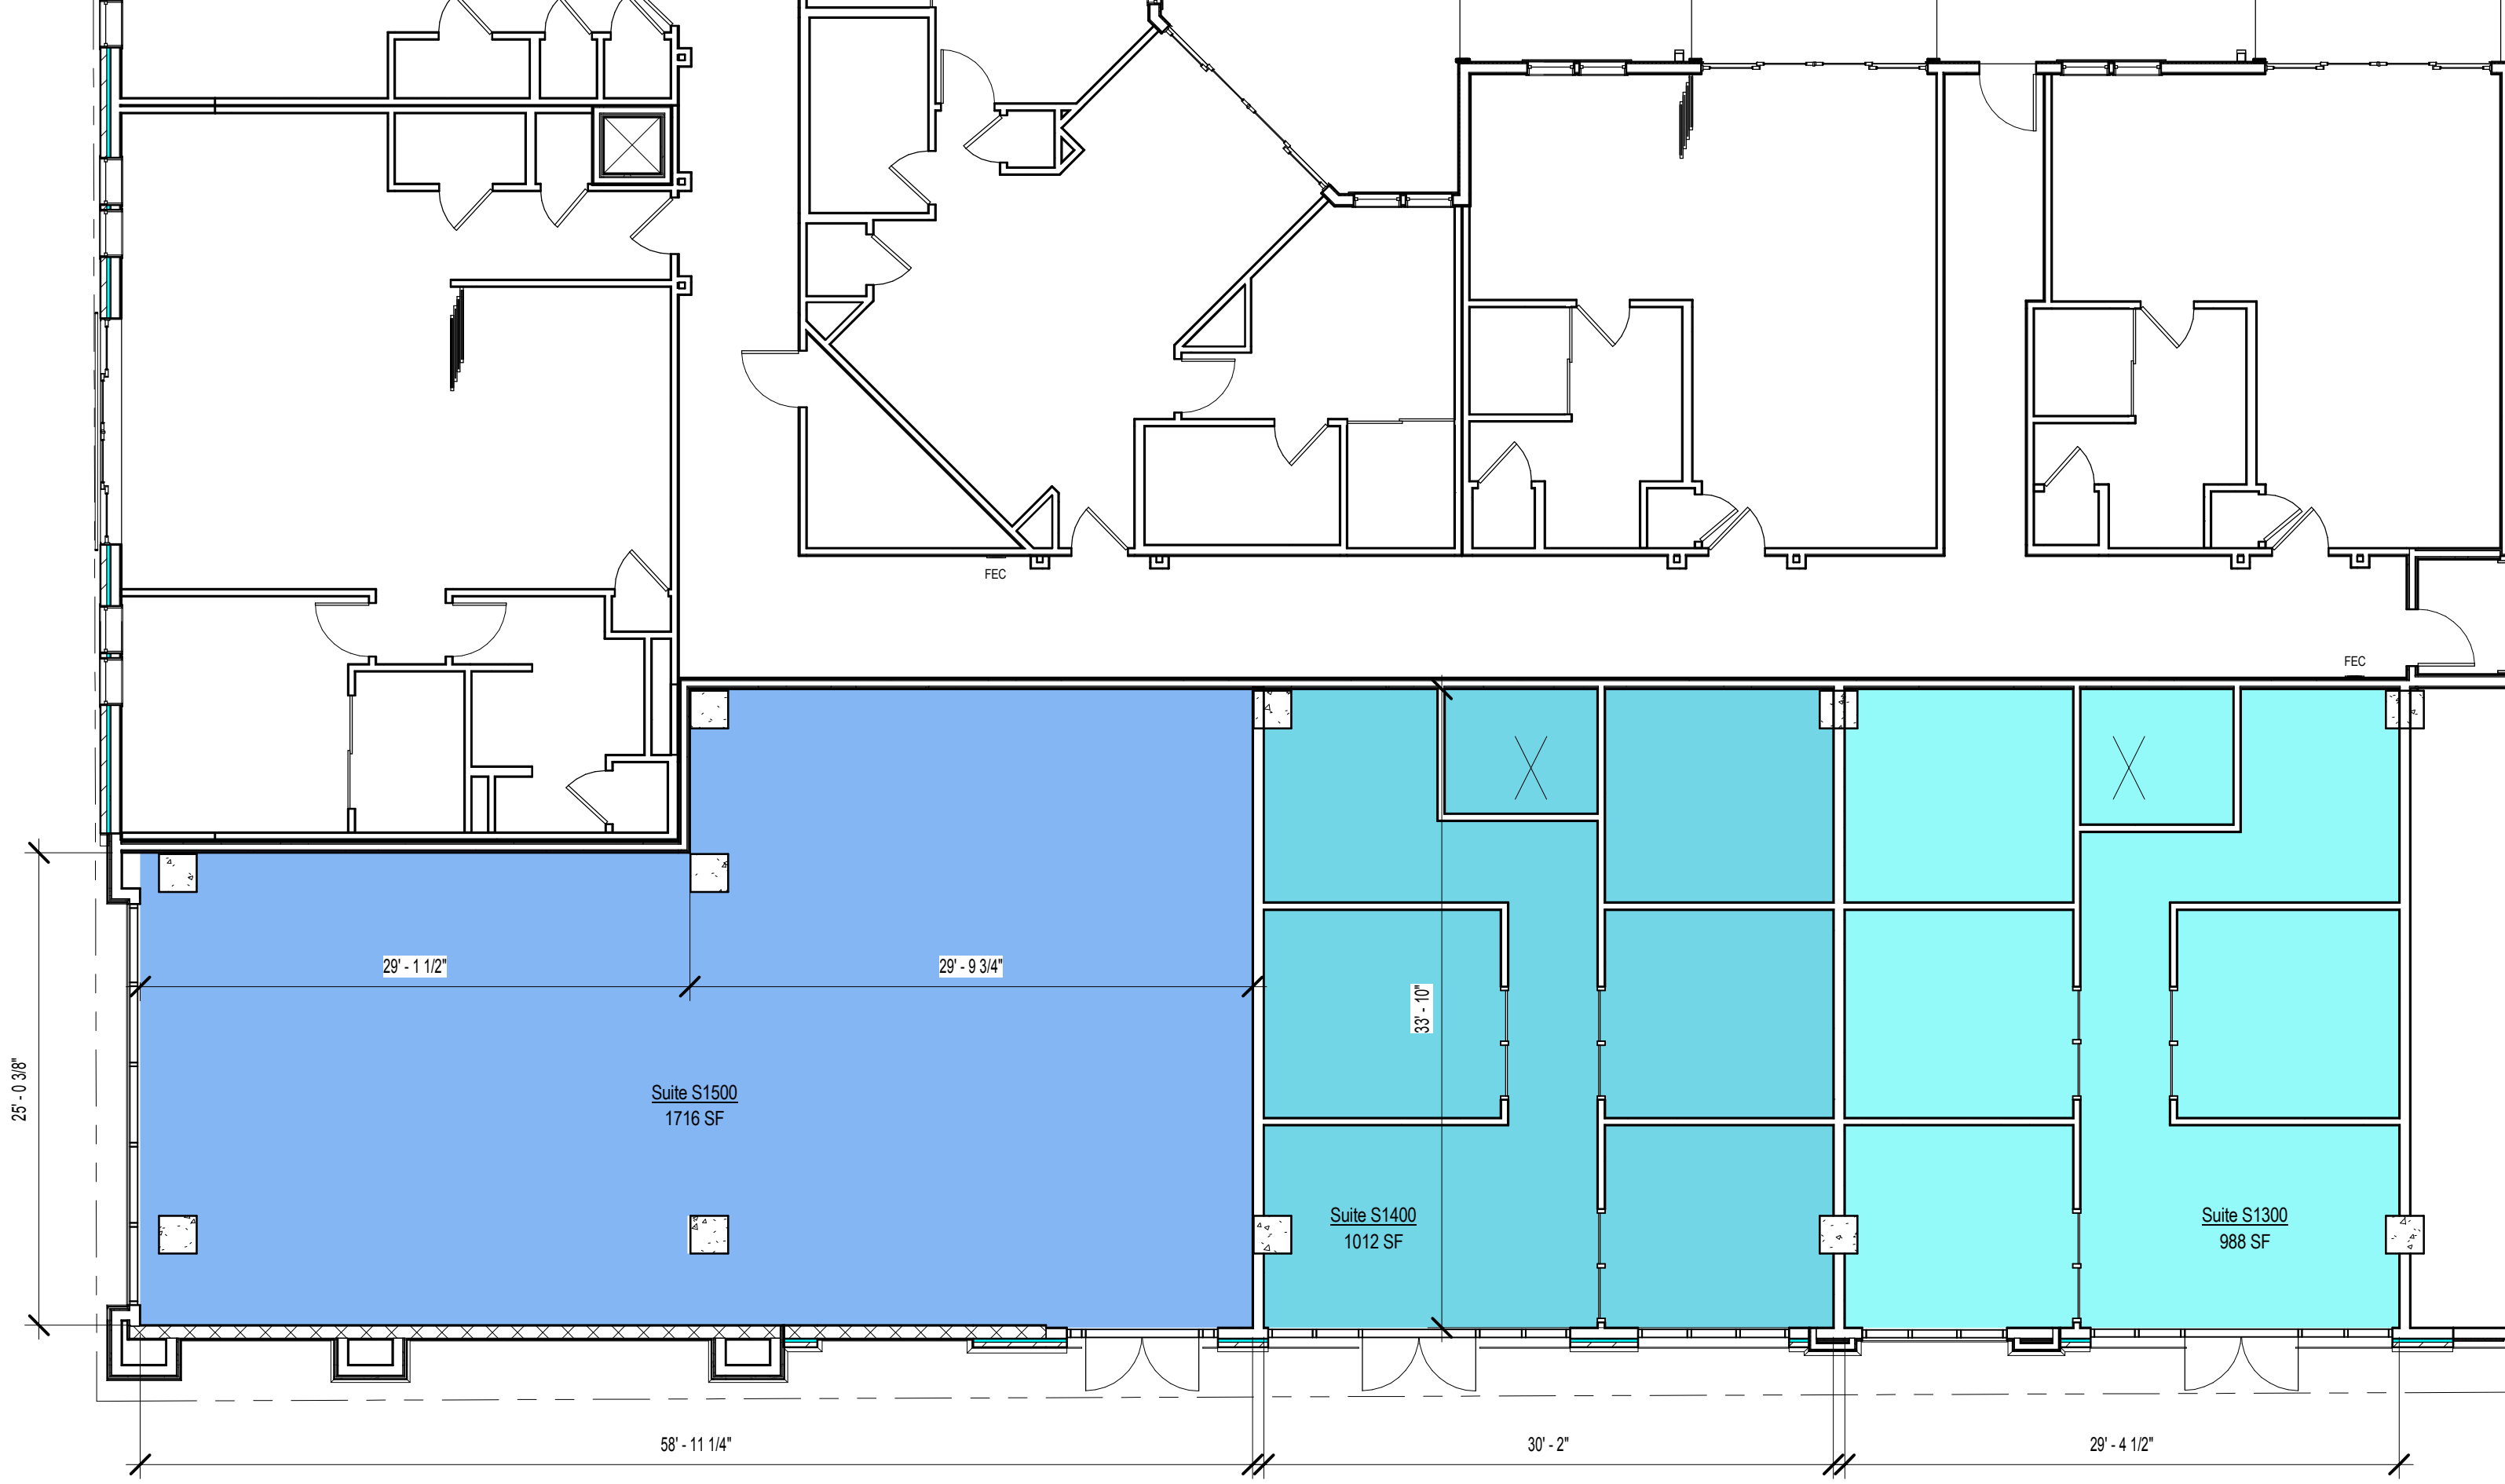 FEC
FEC
29' - 1 1/2"
29' - 9 3/4"
33' - 10"
25' - 0 3/8"
Suite S1500
1716 SF
Suite S1400
1012 SF
Suite S1300
988 SF
58' - 11 1/4"
30' - 2"
29' - 4 1/2"